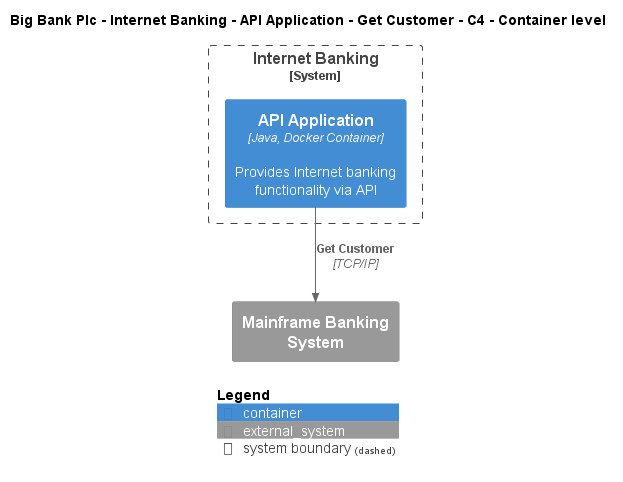 Big Bank Plc - Internet Banking - API Application - Get Customer - C4 - Container level
Internet Banking
[System]
API Application
[Java, Docker Container]
Provides Internet banking
functionality via API
Get Customer
[TCP/IP]
Mainframe Banking
System
Legend
container
external_system
system boundary (dashed)